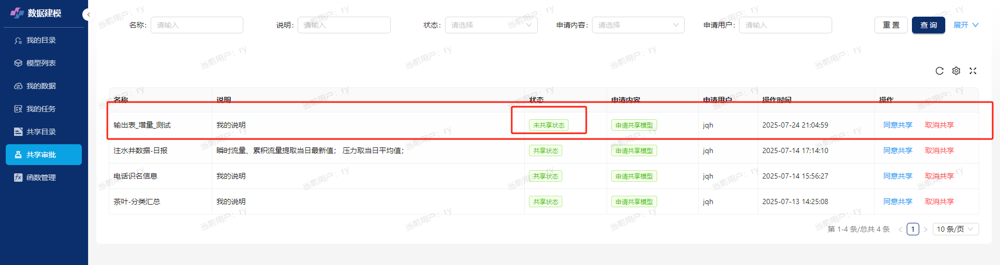 数据建模
我的目录
模型列表
我的数据
我的任务
共享目录
共享审批
函数管理
名称： 请输入 说明： 请输入 状态： 请选择 申请内容： 请选择 申请用户： 请输入 重 置 查 询 展开
名称 说明 状态 申请内容 申请用户 操作时间 操作
输出表_增量_测试 我的说明 未共享状态 申请共享模型 jqh 2025-07-24 21:04:59 同意共享 取消共享
注水井数据-日报 瞬时流量、累积流量提取当日最新值； 压力取当日平均值； 共享状态 申请共享模型 jqh 2025-07-14 17:14:10 同意共享 取消共享
电话识名信息 我的说明 共享状态 申请共享模型 jqh 2025-07-14 15:56:27 同意共享 取消共享
茶叶-分类汇总 我的说明 共享状态 申请共享模型 jqh 2025-07-13 14:25:08 同意共享 取消共享
第 1-4 条/总共 4 条 1 10 条/页
当前用户：ry